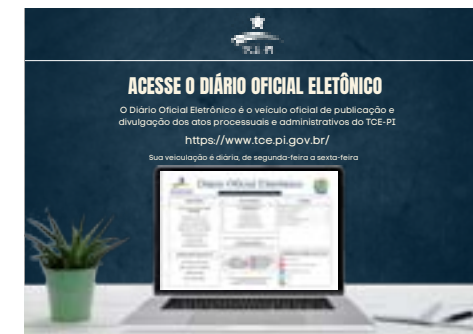 TCE-PI
ACESSE O DIÁRIO OFICIAL ELETÔNICO
O Diário Oficial Eletrônico é o veículo oficial de publicação e
divulgação dos atos processuais e administrativos do TCE-PI
https://www.tce.pi.gov.br/
Sua veiculação é diária, de segunda-feira a sexta-feira
Diário Oficial Eletrônico